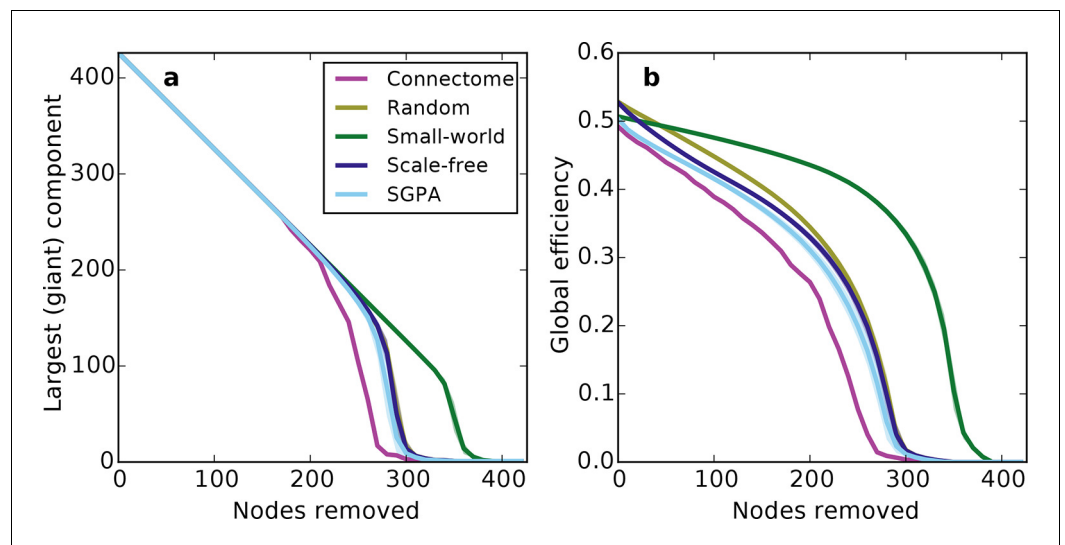 a
Connectome
Random
Small-world
Scale-free
SGPA
Largest (giant) component
400
300
200
100
0
0 100 200 300 400
Nodes removed
b
Global efficiency
0.6
0.5
0.4
0.3
0.2
0.1
0.0
0 100 200 300 400
Nodes removed